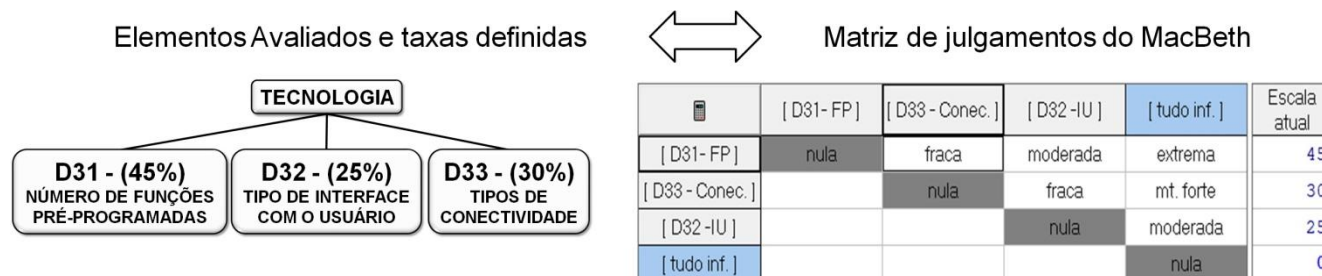 Elementos Avaliados e taxas definidas
Matriz de julgamentos do MacBeth
TECNOLOGIA
D31 - (45%)
NÚMERO DE FUNÇÕES
PRÉ-PROGRAMADAS
D32 - (25%)
TIPO DE INTERFACE
COM O USUÁRIO
D33 - (30%)
TIPOS DE
CONECTIVIDADE
[ D31- FP ] [ D33 - Conec. ] [ D32 -IU ] [ tudo inf. ] Escala
atual
[ D31- FP ] nula fraca moderada extrema 45
[ D33 - Conec. ] nula fraca mt. forte 30
[ D32 -IU ] nula moderada 25
[ tudo inf. ] nula 0